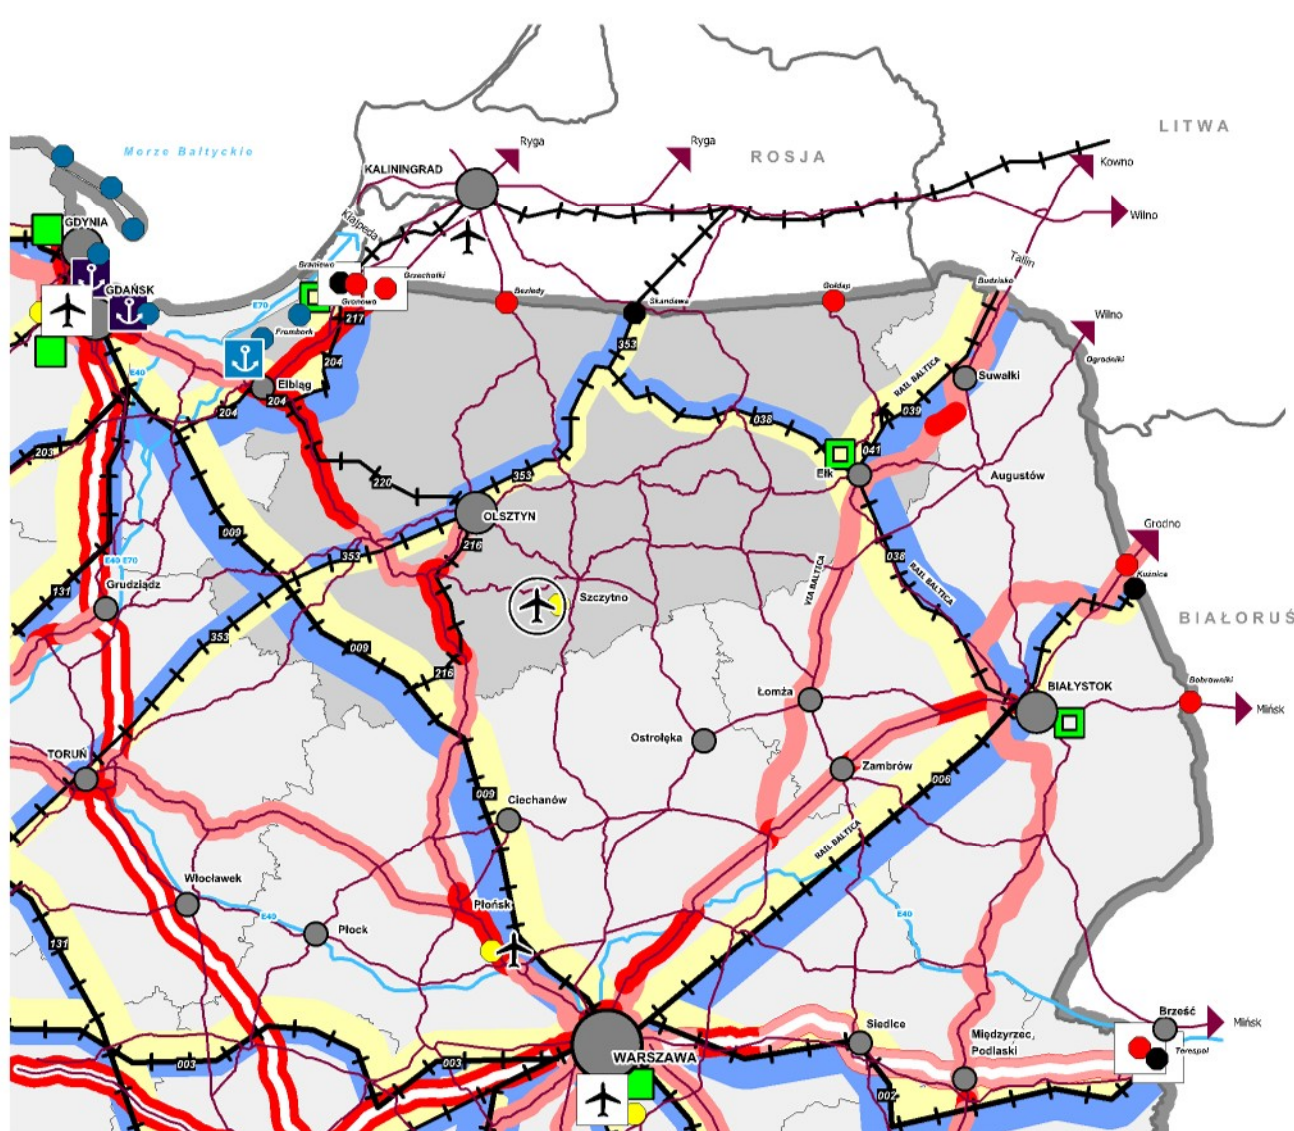 LITWA
Morze Bałtyckie
Ryga
Ryga
ROSJA
Kowno
KALININGRAD
Wilno
GDYNIA
Kłajpeda
Tallin
Braniewo
Grzechotki
Budzisko
GDAŃSK
Gronowo
Bezledy
Skandawa
Gołdap
E70
217
Wilno
Frombork
353
Ogrodniki
E40
204
RAIL BALTICA
Suwałki
Elbląg
204
204
039
038
203
041
Ełk
353
Augustów
220
OLSZTYN
Grodno
009
216
353
038
E40 E70
VIA BALTICA
RAIL BALTICA
Kuźnica
Grudziądz
131
Szczytno
BIAŁORUŚ
353
009
216
BIAŁYSTOK
Bobrowniki
Łomża
Mińsk
Ostrołęka
TORUŃ
Zambrów
006
009
Ciechanów
RAIL BALTICA
Włocławek
Płońsk
E40
E40
Płock
131
Brześć
Siedlce
Mińsk
Międzyrzec
Podlaski
Terespol
WARSZAWA
003
003
002